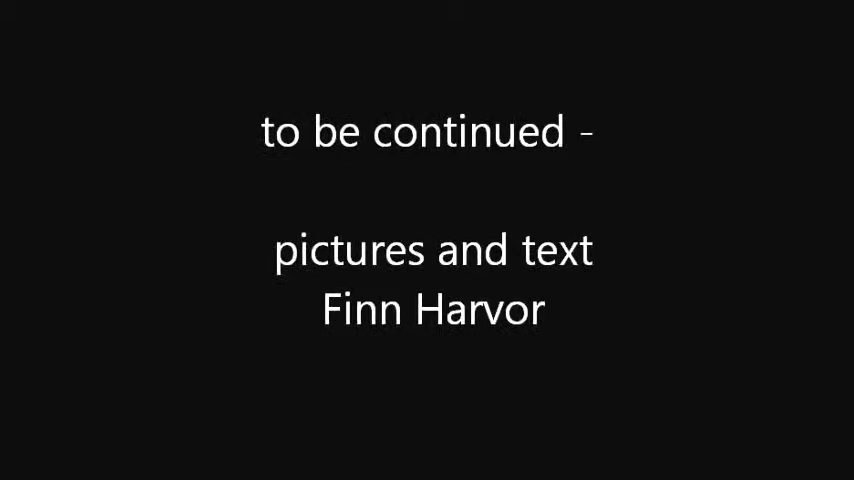 to be continued -
pictures and text
Finn Harvor